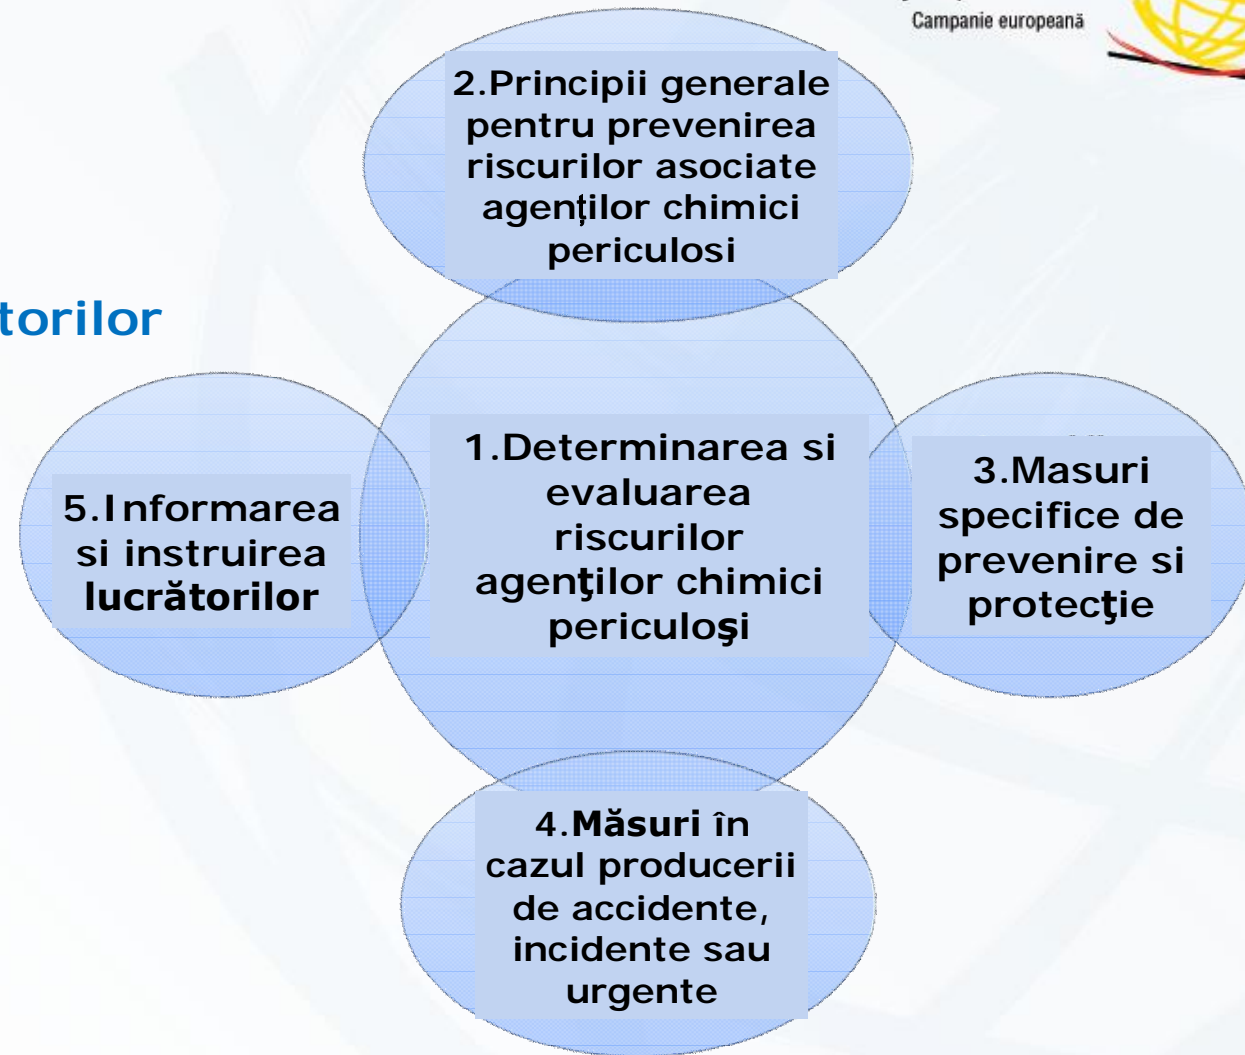 Campanie europeană
2.Principii generale
pentru prevenirea
riscurilor asociate
agenţilor chimici
periculosi
torilor
1.Determinarea si
evaluarea
riscurilor
agenţilor chimici
periculoşi
3.Masuri
specifice de
prevenire si
protecţie
5.Informarea
si instruirea
lucrătorilor
4.Măsuri în
cazul producerii
de accidente,
incidente sau
urgente